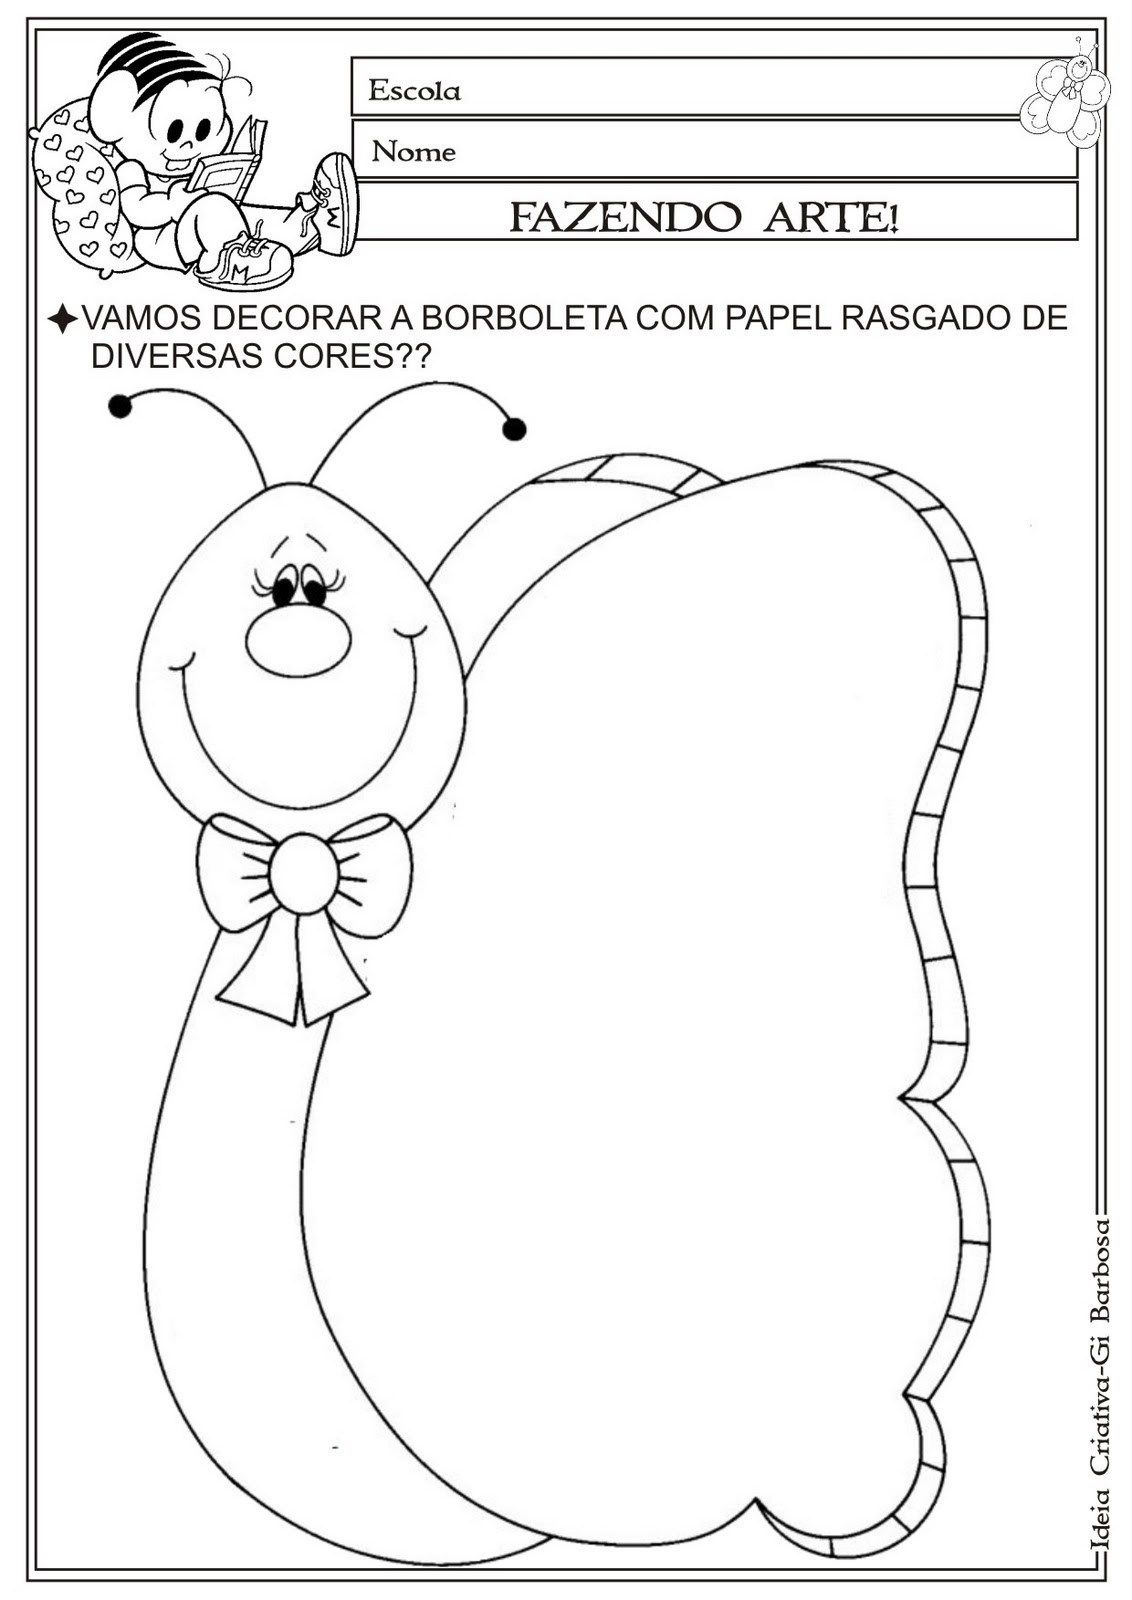 Escola
Nome
FAZENDO ARTE!
VAMOS DECORAR A BORBOLETA COM PAPEL RASGADO DE
DIVERSAS CORES??
M
M
Ideia Criativa-Gi Barbosa